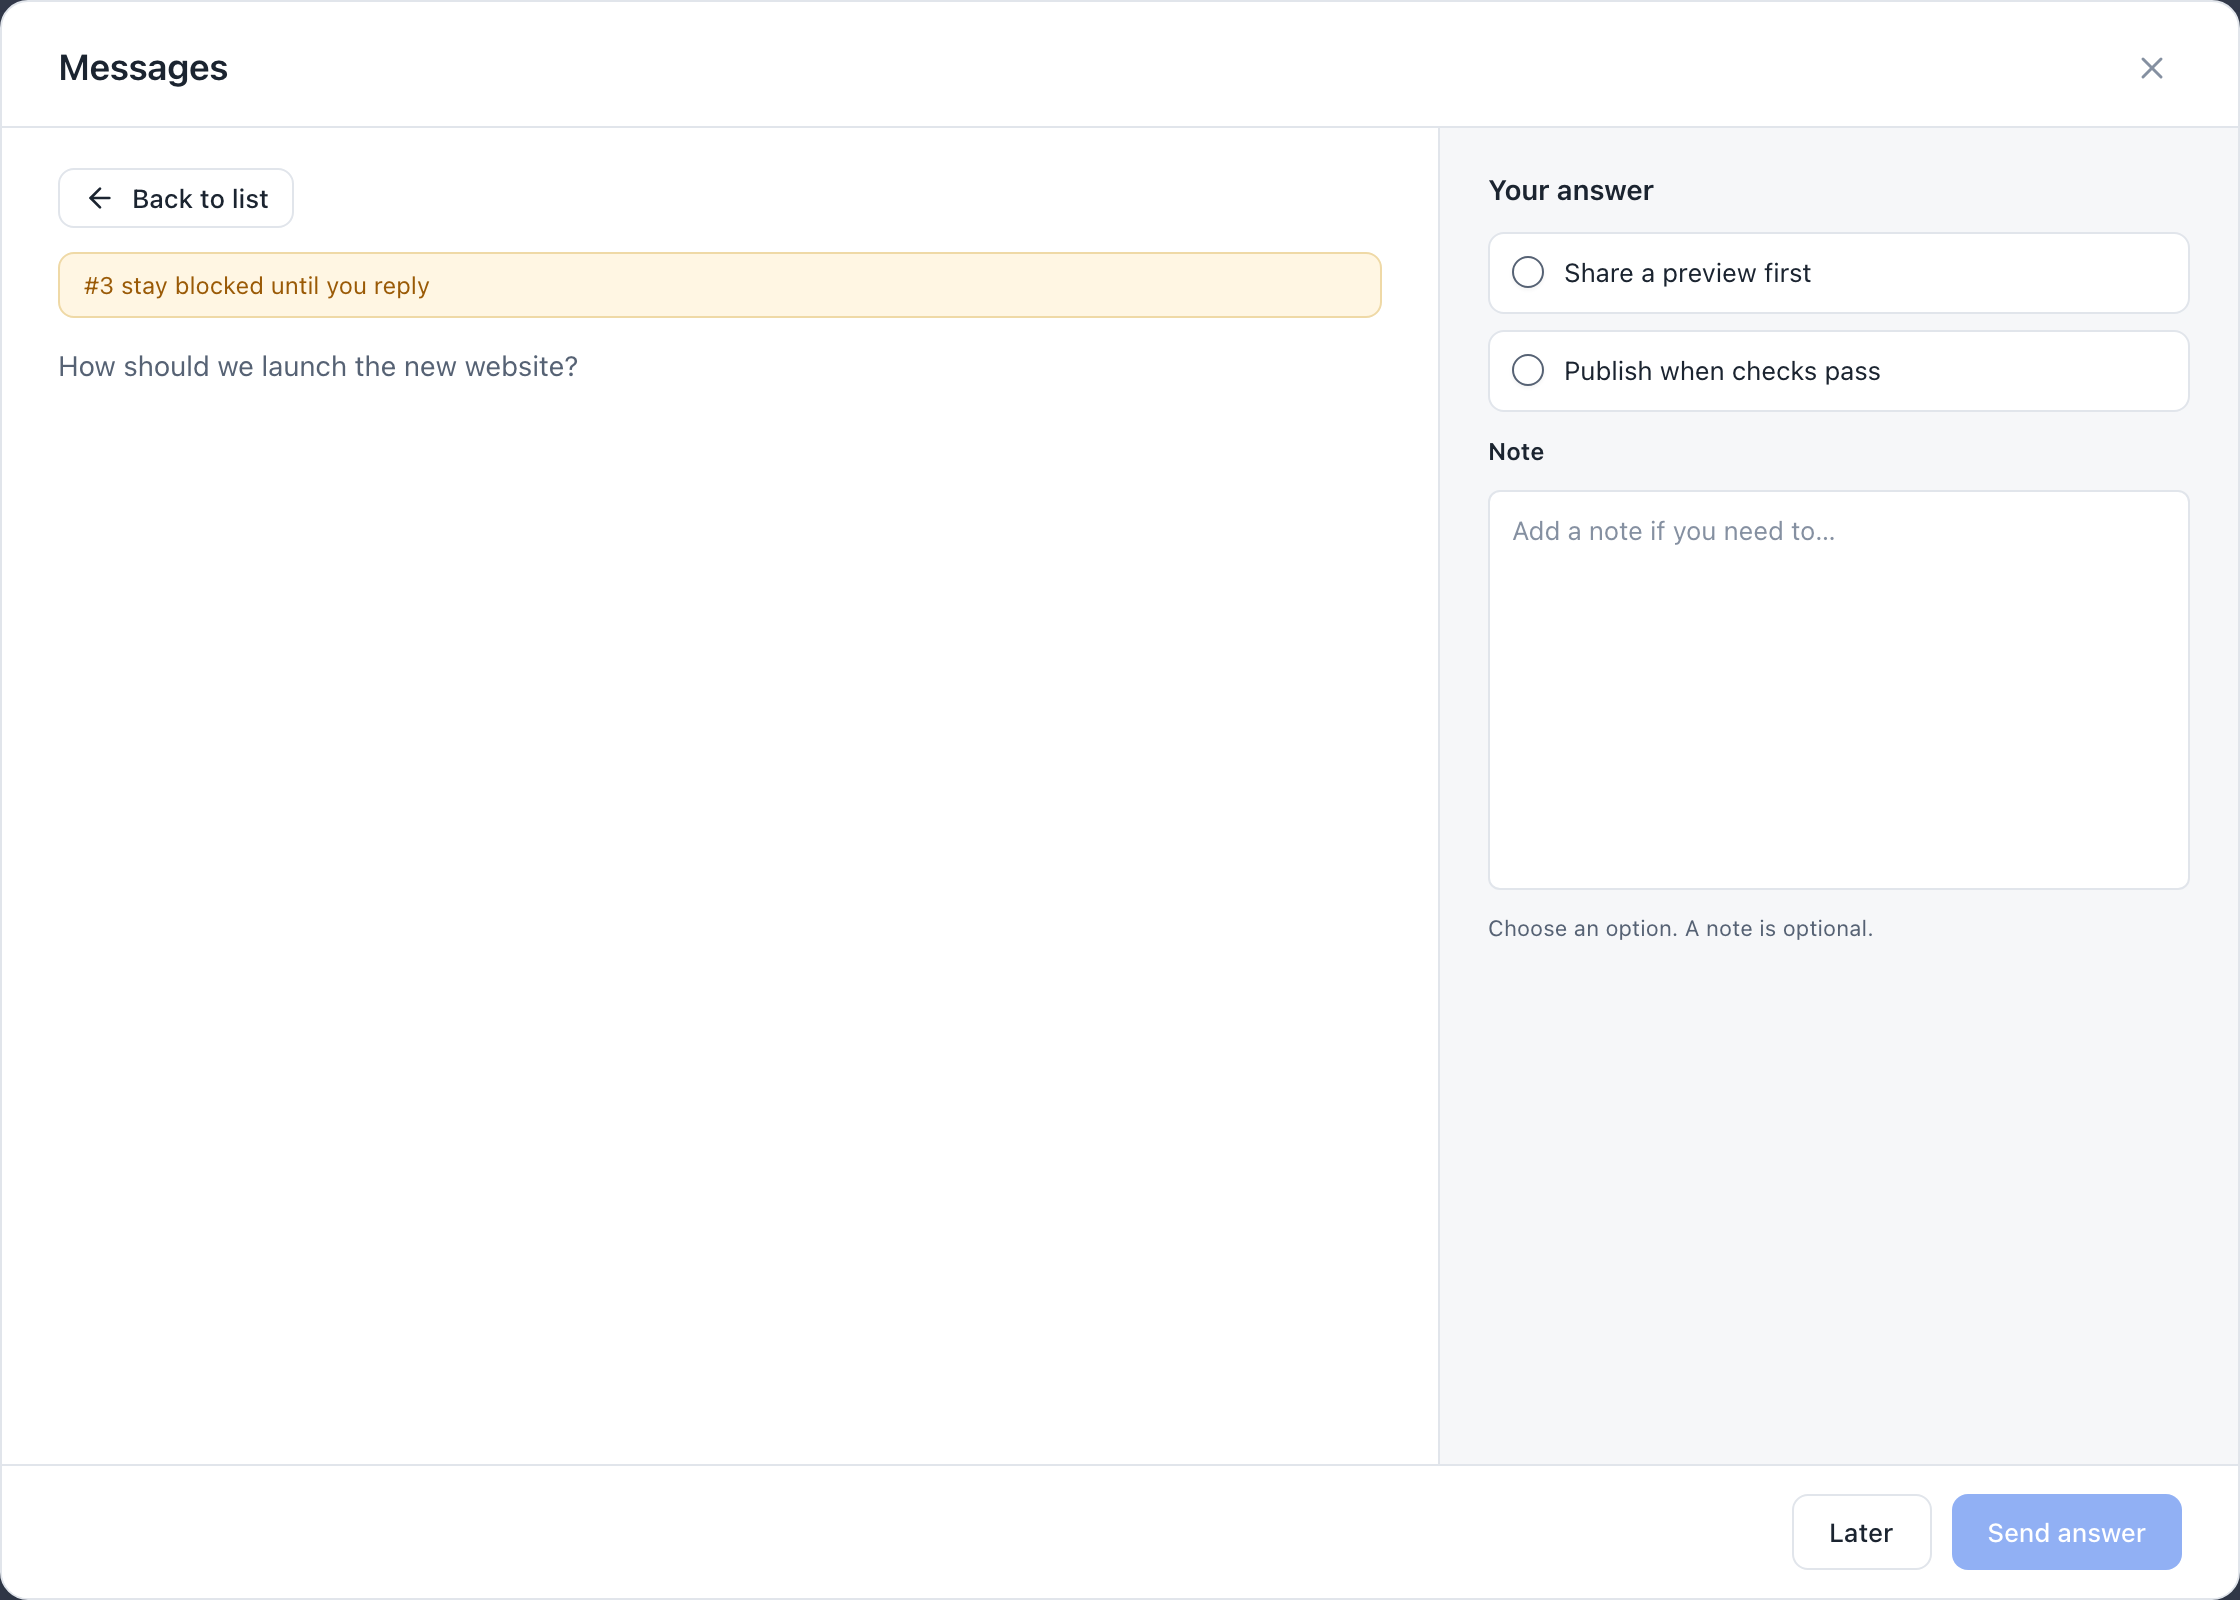 Messages
Back to list
#3 stay blocked until you reply
How should we launch the new website?
Your answer
Share a preview first
Publish when checks pass
Note
Add a note if you need to...
Choose an option. A note is optional.
Later
Send answer